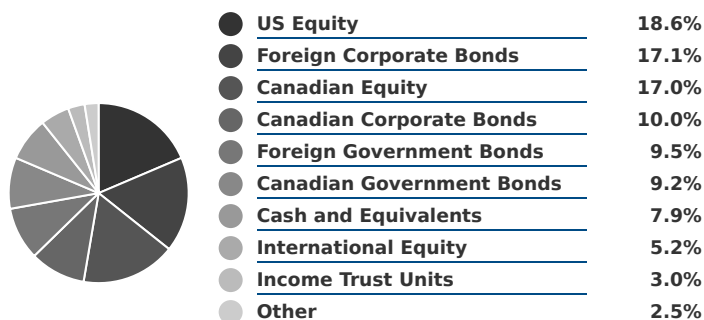 US Equity 18.6%
Foreign Corporate Bonds 17.1%
Canadian Equity 17.0%
Canadian Corporate Bonds 10.0%
Foreign Government Bonds 9.5%
Canadian Government Bonds 9.2%
Cash and Equivalents 7.9%
International Equity 5.2%
Income Trust Units 3.0%
Other 2.5%